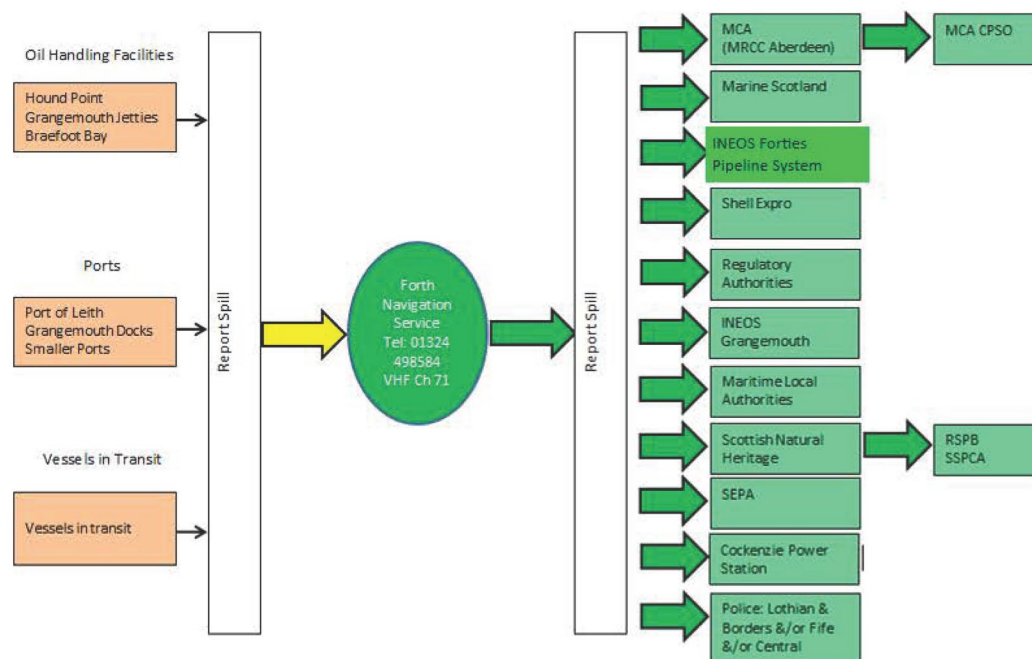 Oil Handling Facilities
Hound Point
Grangemouth Jetties
Braefoot Bay
Ports
Port of Leith
Grangemouth Docks
Smaller Ports
Vessels in Transit
Vessels in transit
Report Spill
Forth
Navigation
Service
Tel: 01324
498584
VHF Ch 71
Report Spill
MCA
(MRCC Aberdeen)
MCA CPSO
Marine Scotland
INEOS Forties
Pipeline System
Shell Expro
Regulatory
Authorities
INEOS
Grangemouth
Maritime Local
Authorities
Scottish Natural
Heritage
RSPB
SSPCA
SEPA
Cockenzie Power
Station
Police: Lothian &
Borders &/or Fife
&/or Central